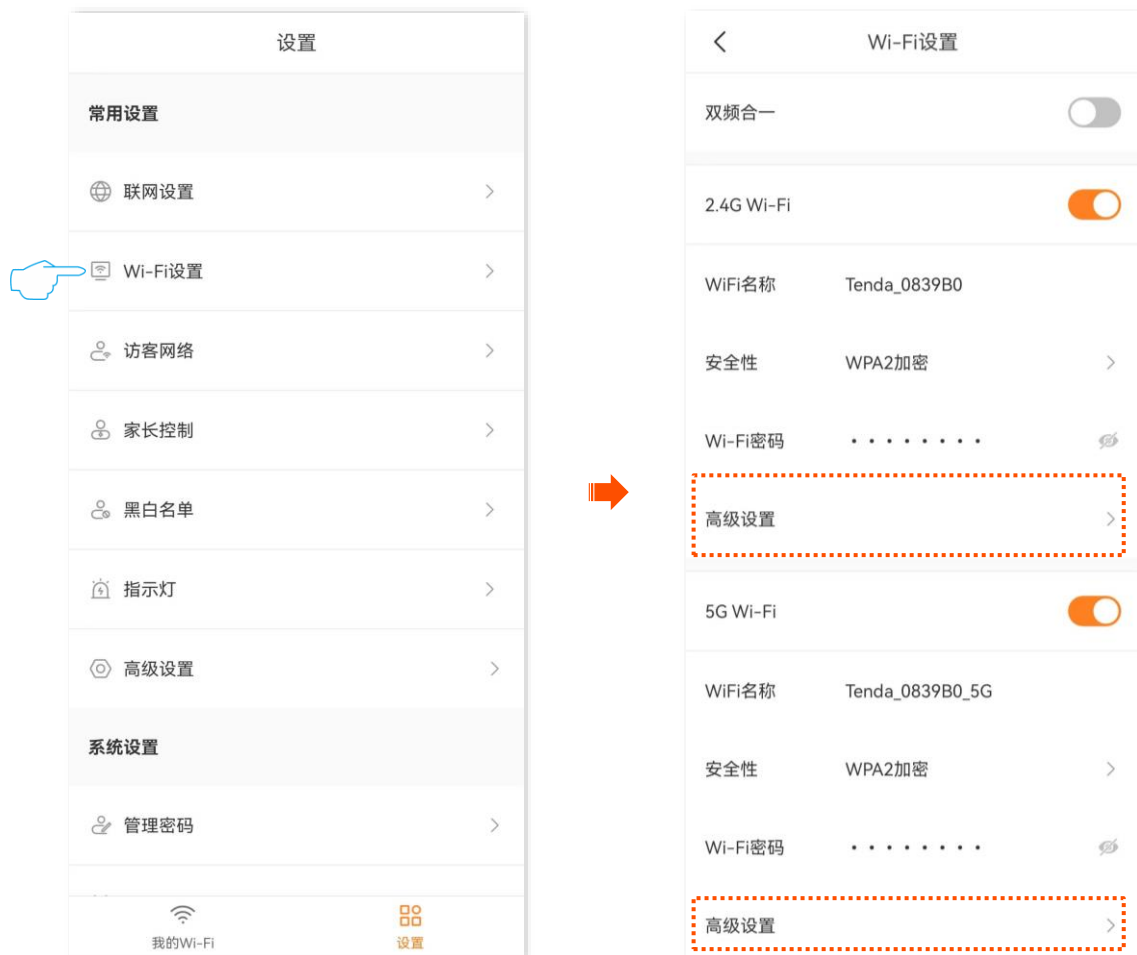 设置
常用设置
联网设置
Wi-Fi设置
访客网络
家长控制
黑白名单
指示灯
高级设置
系统设置
管理密码
我的Wi-Fi
设置
Wi-Fi设置
双频合一
2.4G Wi-Fi
WiFi名称 Tenda_0839B0
安全性 WPA2加密
Wi-Fi密码 ········
高级设置
5G Wi-Fi
WiFi名称 Tenda_0839B0_5G
安全性 WPA2加密
Wi-Fi密码 ········
高级设置